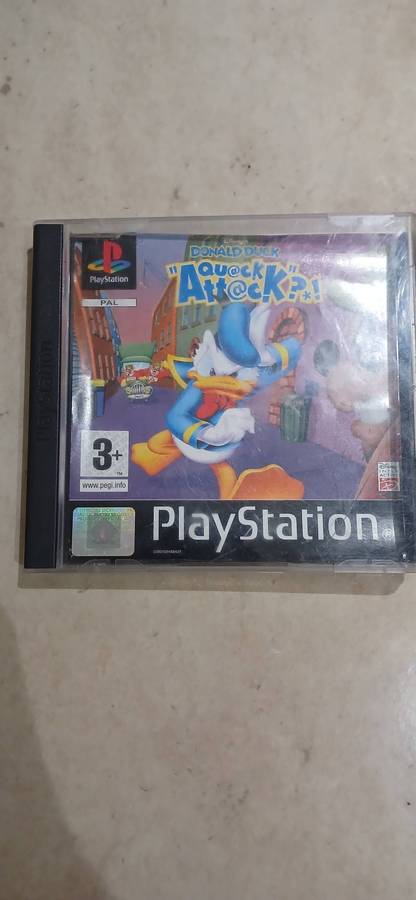 DONALD DUCK
"QU@CK
Att@cK"?*!
PlayStation
PAL
PlayStation
3+
www.pegi.info
PlayStation